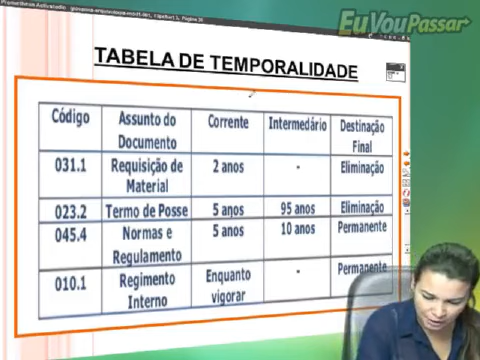 EuVouPassar
TABELA DE TEMPORALIDADE
Código Assunto do Documento Corrente Intermedário Destinação Final
031.1 Requisição de Material 2 anos - Eliminação
023.2 Termo de Posse 5 anos 95 anos Eliminação
045.4 Normas e Regulamento 5 anos 10 anos Permanente
010.1 Regimento Interno Enquanto vigorar - Permanente